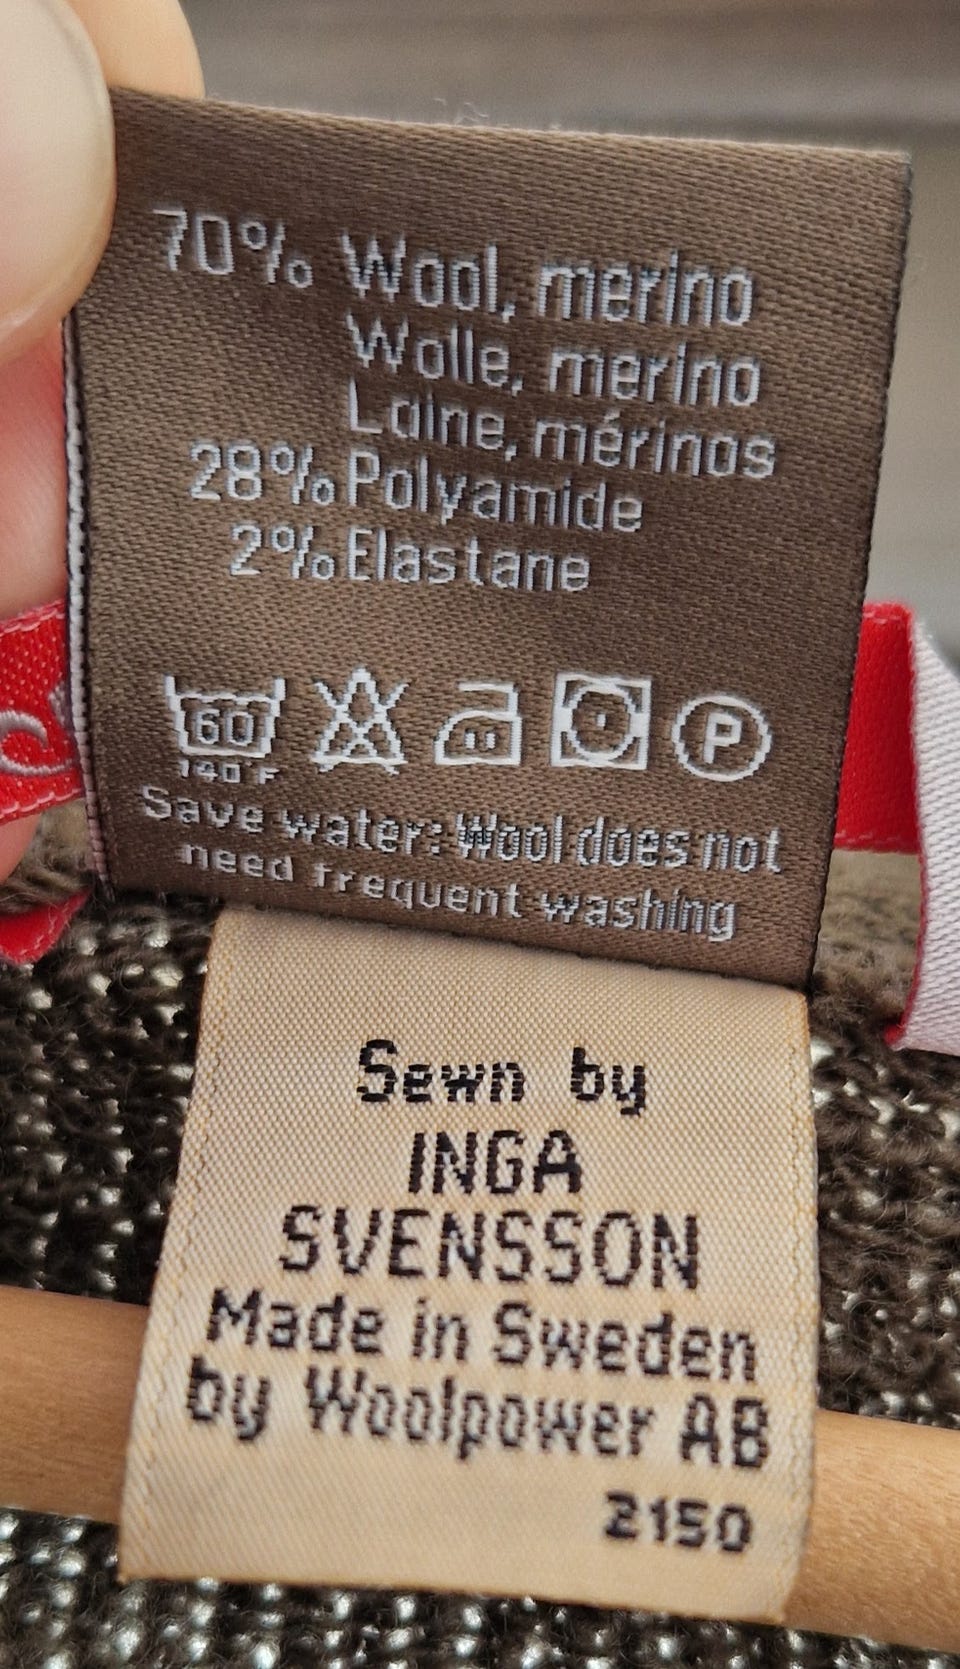 70% Wool, merino
Wolle, merino
Laine, mérinos
28% Polyamide
2% Elastane
60
140°F
P
Save water: Wool does not
need frequent washing
Sewn by
INGA
SVENSSON
Made in Sweden
by Woolpower AB
2150